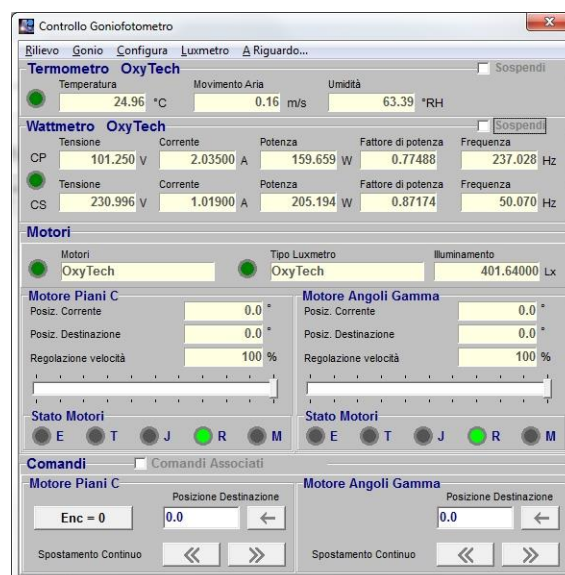 Controllo Goniofotometro
Rilievo Gonio Configura Luxmetro A Riguardo...
Termometro OxyTech Sospendi
Temperatura Movimento Aria Umidità
24.96 °C 0.16 m/s 63.39 °RH
Wattmetro OxyTech Sospendi
Tensione Corrente Potenza Fattore di potenza Frequenza
CP 101.250 V 2.03500 A 159.659 W 0.77488 237.028 Hz
Tensione Corrente Potenza Fattore di potenza Frequenza
CS 230.996 V 1.01900 A 205.194 W 0.87174 50.070 Hz
Motori
Motori Tipo Luxmetro Illuminamento
OxyTech OxyTech 401.64000 Lx
Motore Piani C Motore Angoli Gamma
Posiz. Corrente 0.0 ° Posiz. Corrente 0.0 °
Posiz. Destinazione 0.0 ° Posiz. Destinazione 0.0 °
Regolazione velocità 100 % Regolazione velocità 100 %
Stato Motori Stato Motori
E T J R M E T J R M
Comandi Comandi Associati
Motore Piani C Motore Angoli Gamma
Posizione Destinazione Posizione Destinazione
Enc = 0 0.0 0.0
Spostamento Continuo Spostamento Continuo